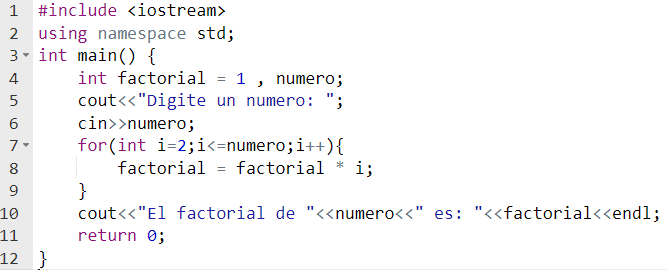 1 #include <iostream>
2 using namespace std;
3 int main() {
4     int factorial = 1 , numero;
5     cout<<"Digite un numero: ";
6     cin>>numero;
7     for(int i=2;i<=numero;i++){
8         factorial = factorial * i;
9     }
10     cout<<"El factorial de "<<numero<<" es: "<<factorial<<endl;
11     return 0;
12 }